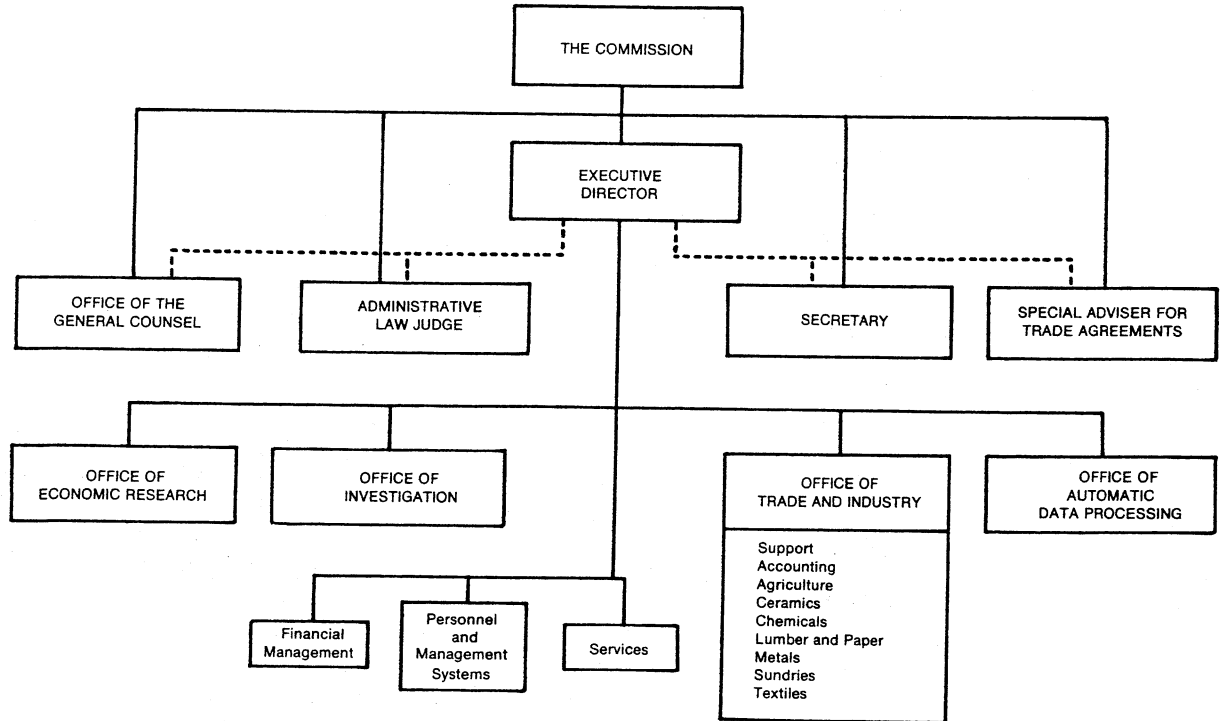 THE COMMISSION
EXECUTIVE
DIRECTOR
OFFICE OF THE
GENERAL COUNSEL
ADMINISTRATIVE
LAW JUDGE
SECRETARY
SPECIAL ADVISER FOR
TRADE AGREEMENTS
OFFICE OF
ECONOMIC RESEARCH
OFFICE OF
INVESTIGATION
OFFICE OF
TRADE AND INDUSTRY
Support
Accounting
Agriculture
Ceramics
Chemicals
Lumber and Paper
Metals
Sundries
Textiles
OFFICE OF
AUTOMATIC
DATA PROCESSING
Financial
Management
Personnel
and
Management
Systems
Services